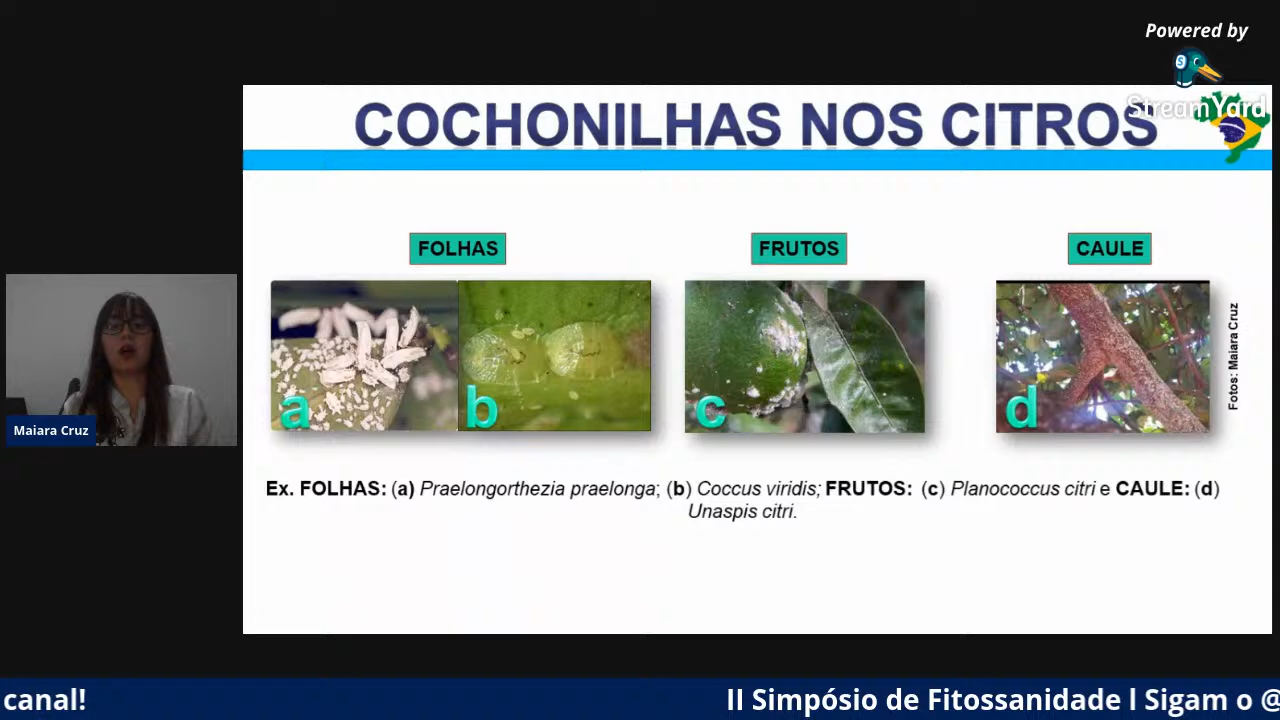 Powered by
StreamYard
COCHONILHAS NOS CITROS
FOLHAS
FRUTOS
CAULE
a
b
c
d
Fotos: Maiara Cruz
Maiara Cruz
Ex. FOLHAS: (a) Praelongorthezia praelonga; (b) Coccus viridis; FRUTOS: (c) Planococcus citri e CAULE: (d)
Unaspis citri.
canal!
II Simpósio de Fitossanidade l Sigam o @